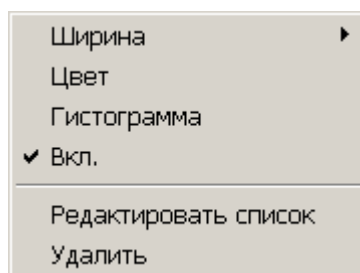 Ширина
Цвет
Гистограмма
Вкл.
Редактировать список
Удалить